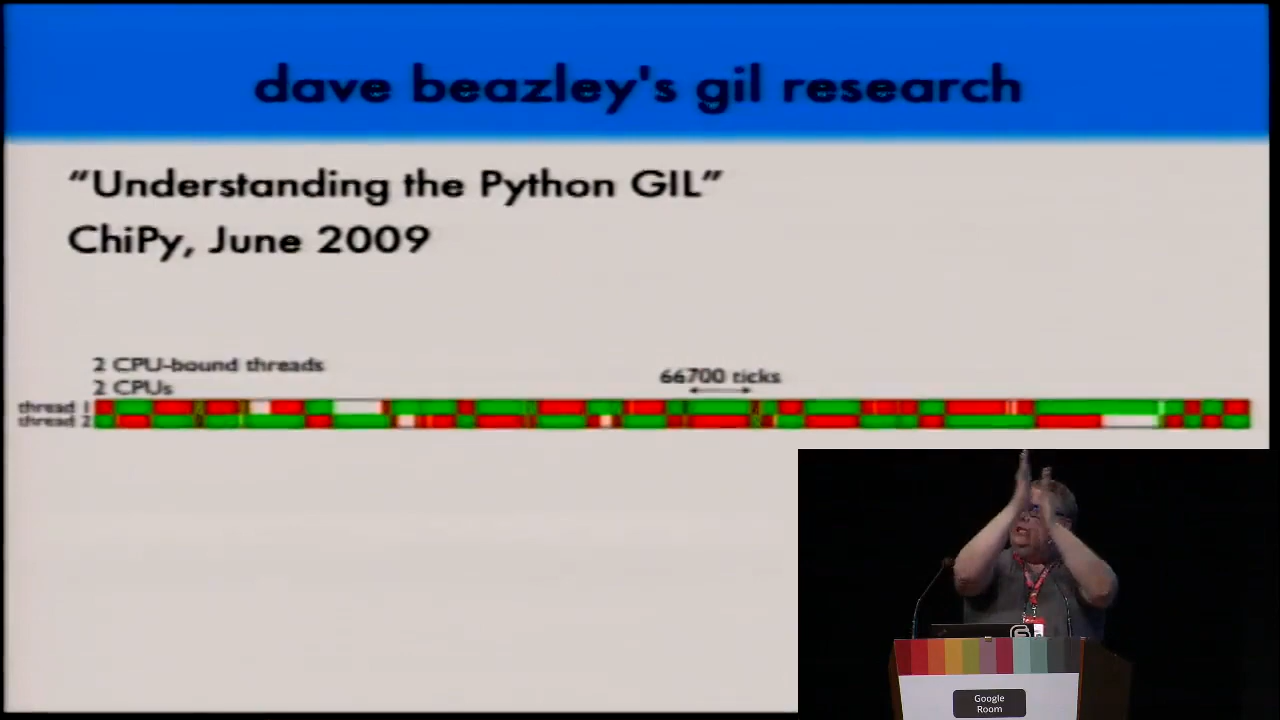 dave beazley's gil research
“Understanding the Python GIL”
ChiPy, June 2009
2 CPU-bound threads
2 CPUs
66700 ticks
thread 1
thread 2
Google
Room